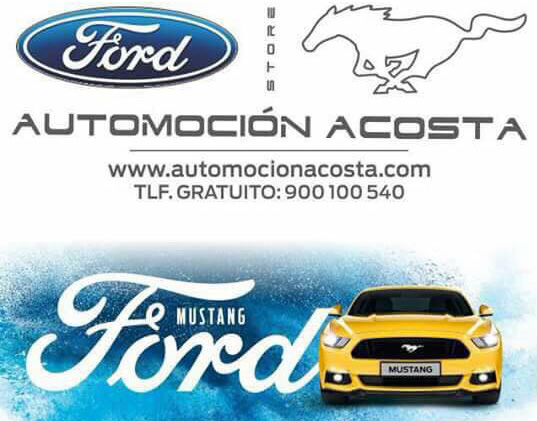 Ford
STORE
AUTOMOCIÓN ACOSTA
www.automocionacosta.com
TLF. GRATUITO: 900 100 540
MUSTANG
Ford
MUSTANG